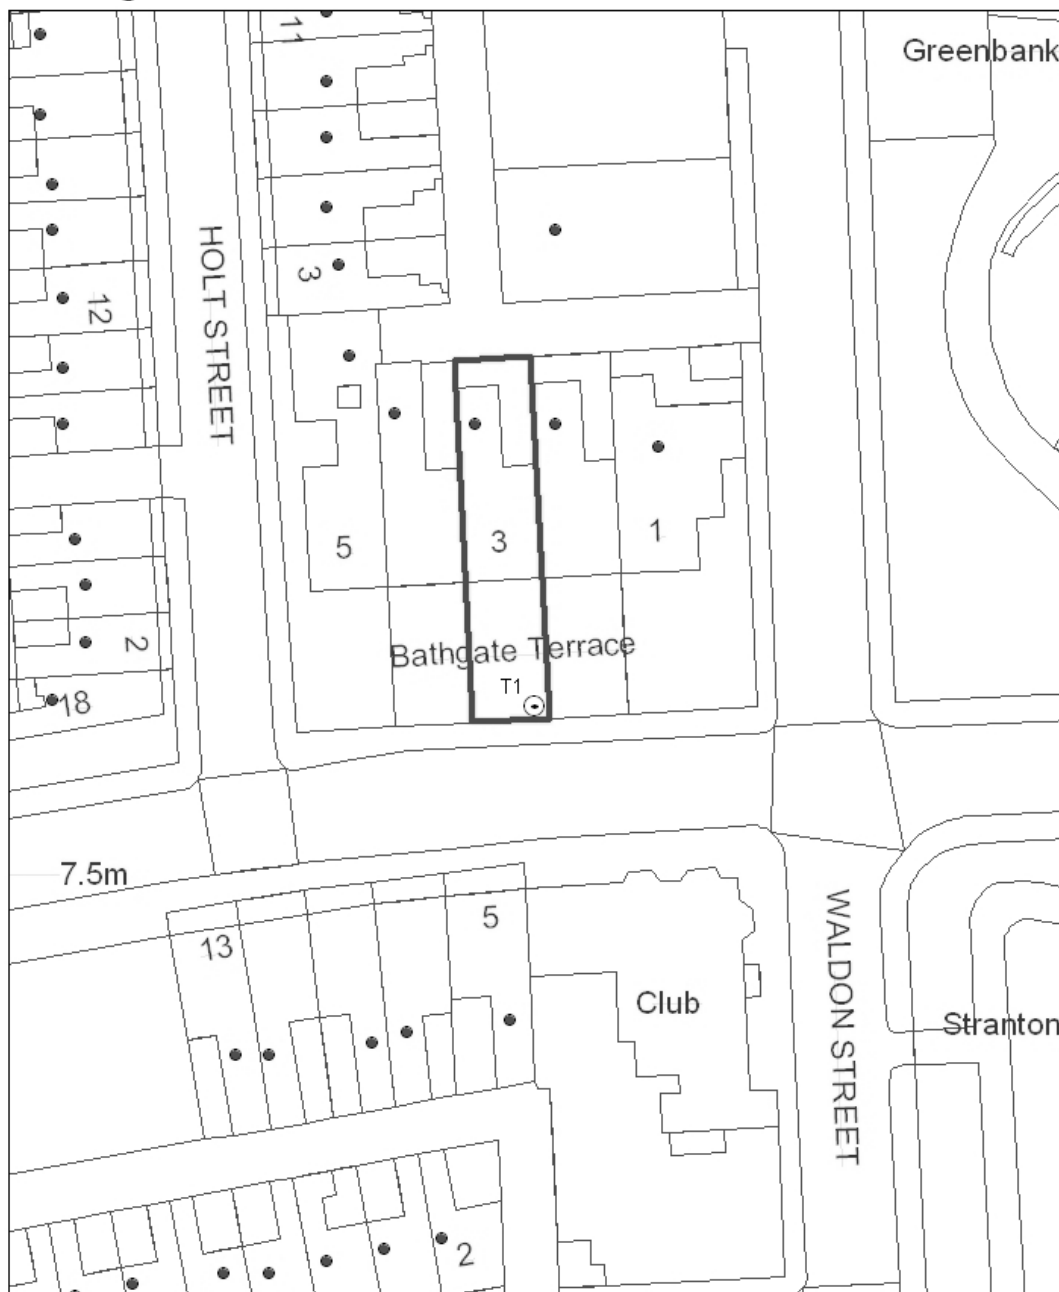 11
Greenbank
HOLT STREET
3
12
5
3
1
2
Bathgate Terrace
T1
18
7.5m
5
13
WALDON STREET
Club
Stranton
2